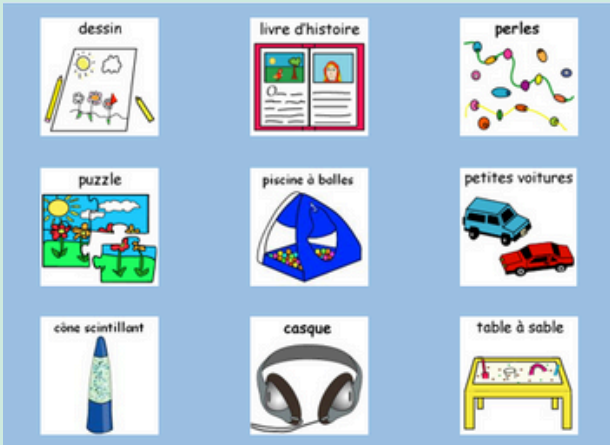 dessin
livre d'histoire
perles
puzzle
piscine à balles
petites voitures
cône scintillant
casque
table à sable